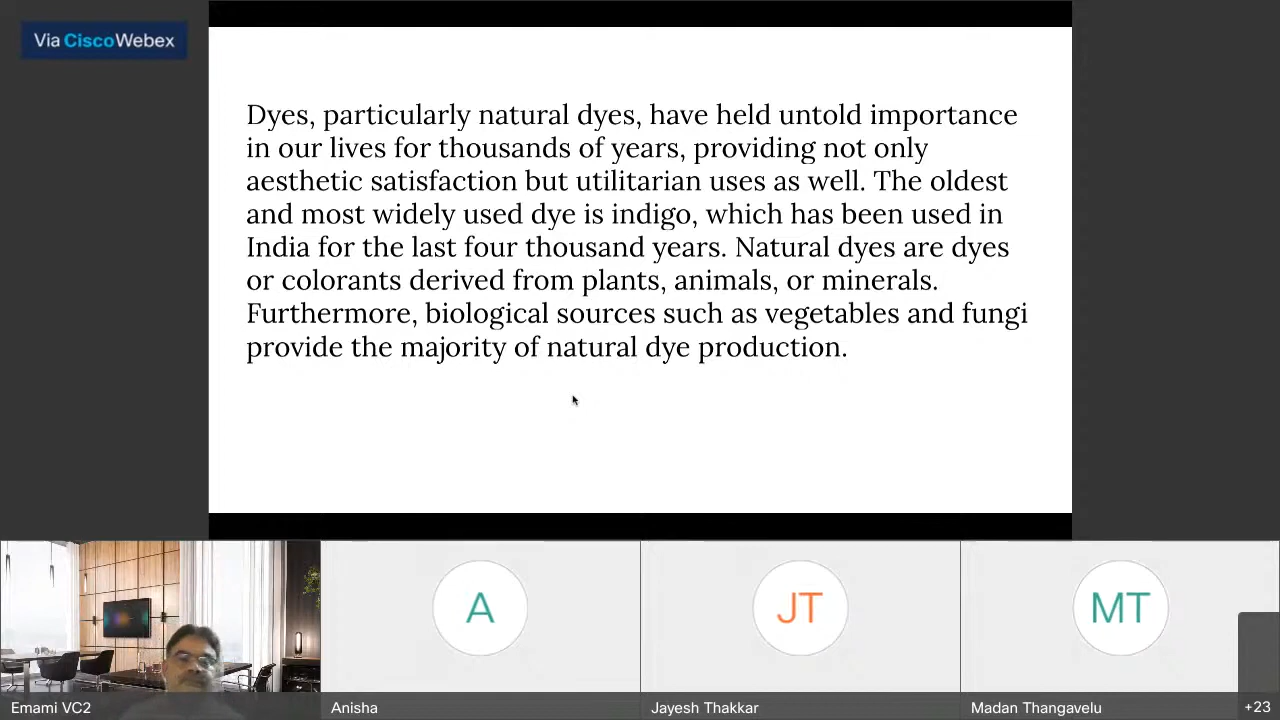 Via Cisco Webex
Dyes, particularly natural dyes, have held untold importance
in our lives for thousands of years, providing not only
aesthetic satisfaction but utilitarian uses as well. The oldest
and most widely used dye is indigo, which has been used in
India for the last four thousand years. Natural dyes are dyes
or colorants derived from plants, animals, or minerals.
Furthermore, biological sources such as vegetables and fungi
provide the majority of natural dye production.
A
JT
MT
Emami VC2
Anisha
Jayesh Thakkar
Madan Thangavelu
+23